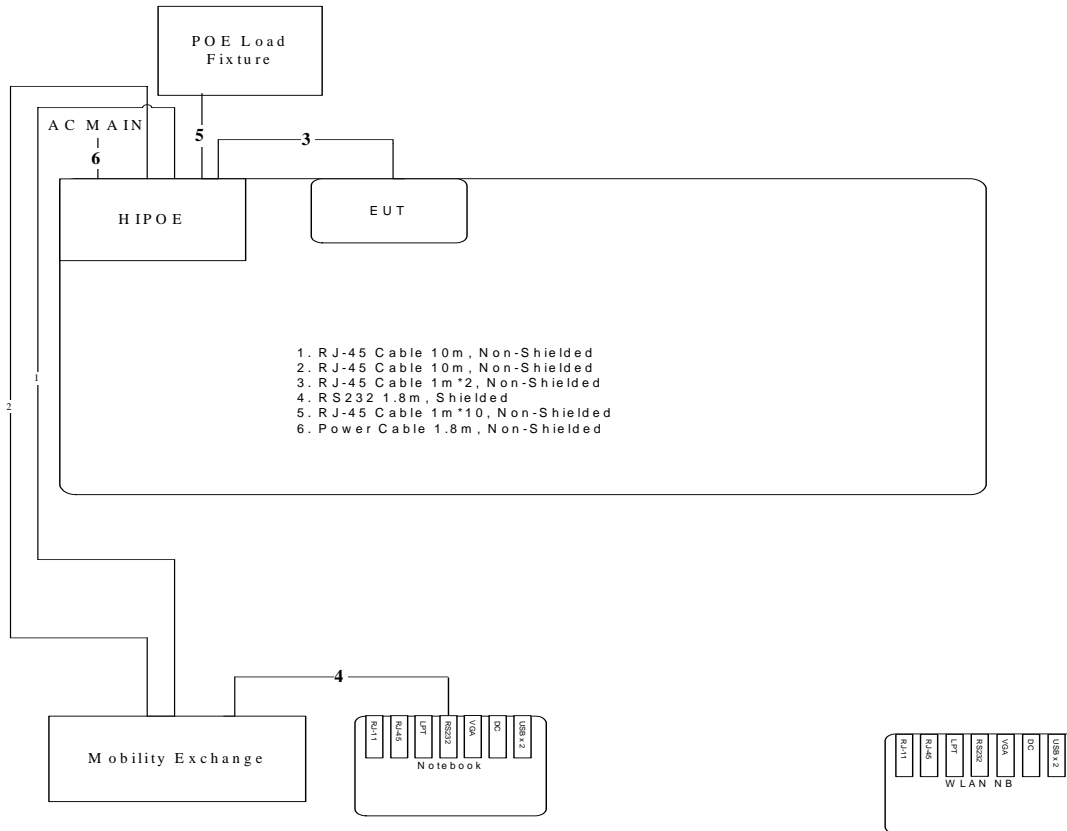 POE Load
Fixture
AC MAIN
5
3
6
HIPOE
EUT
1. RJ-45 Cable 10m, Non-Shielded
2. RJ-45 Cable 10m, Non-Shielded
3. RJ-45 Cable 1m*2, Non-Shielded
4. RS232 1.8m, Shielded
5. RJ-45 Cable 1m*10, Non-Shielded
6. Power Cable 1.8m, Non-Shielded
1
2
4
Mobility Exchange
RJ-11
RJ-45
LPT
RS232
VGA
DC
USB x 2
Notebook
RJ-11
RJ-45
LPT
RS232
VGA
DC
USB x 2
WLAN NB